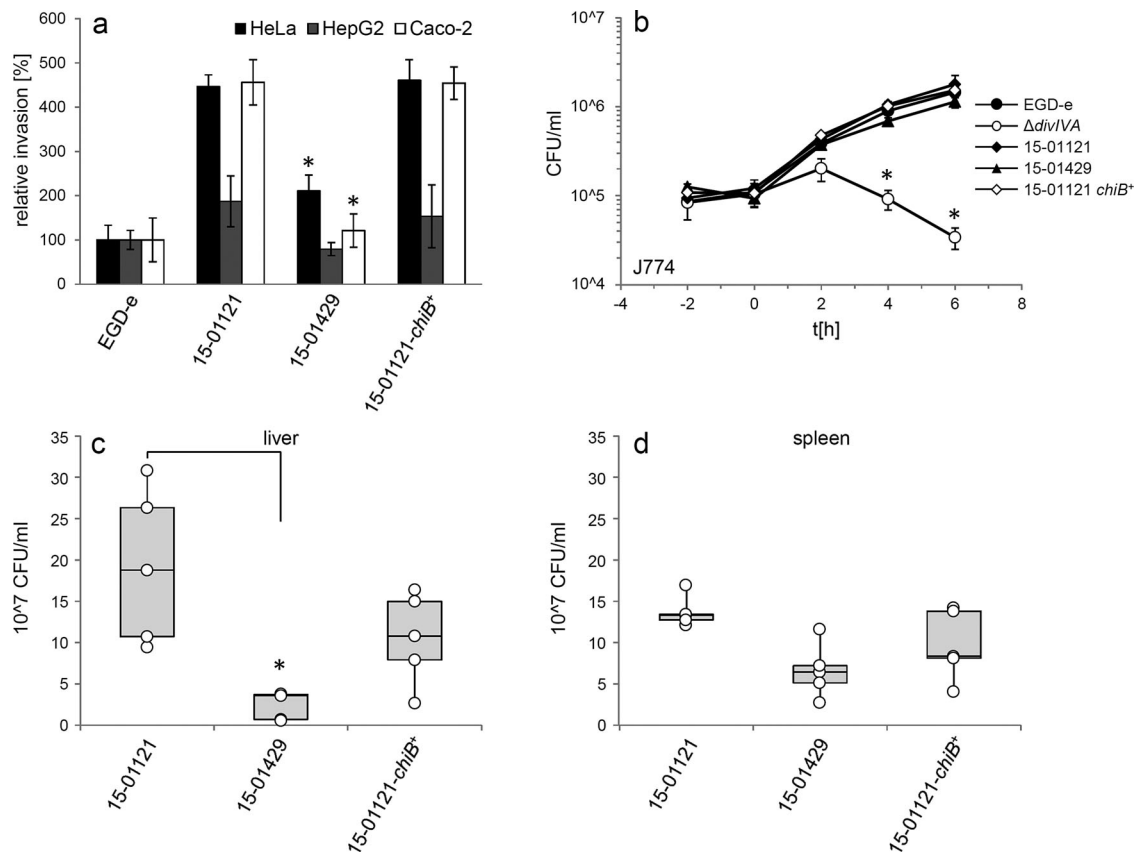 a
HeLa HepG2 Caco-2
relative invasion [%]
600
500
400
300
200
100
0
* *
EGD-e
15-01121
15-01429
15-01121-chiB+
b
CFU/ml
10^7
10^6
10^5
10^4
-4 -2 0 2 4 6 8
t[h]
J774
* *
EGD-e
ΔdivIVA
15-01121
15-01429
15-01121 chiB+
c
liver
10^7 CFU/ml
35
30
25
20
15
10
5
0
*
15-01121
15-01429
15-01121-chiB+
d
spleen
10^7 CFU/ml
35
30
25
20
15
10
5
0
15-01121
15-01429
15-01121-chiB+